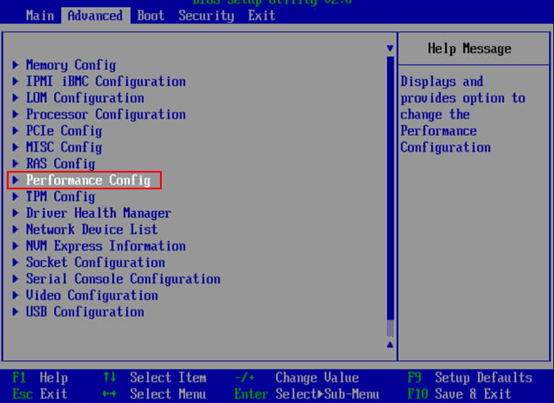 BIOS Setup Utility V2.0
Main Advanced Boot Security Exit
Help Message
Memory Config
IPMI iBMC Configuration
LOM Configuration
Processor Configuration
PCIe Config
MISC Config
RAS Config
Performance Config
TPM Config
Driver Health Manager
Network Device List
NVM Express Information
Socket Configuration
Serial Console Configuration
Video Configuration
USB Configuration
Displays and
provides option to
change the
Performance
Configuration
F1 Help ↑↓ Select Item -/+ Change Value F9 Setup Defaults
Esc Exit ↔ Select Menu Enter Select▶Sub-Menu F10 Save & Exit